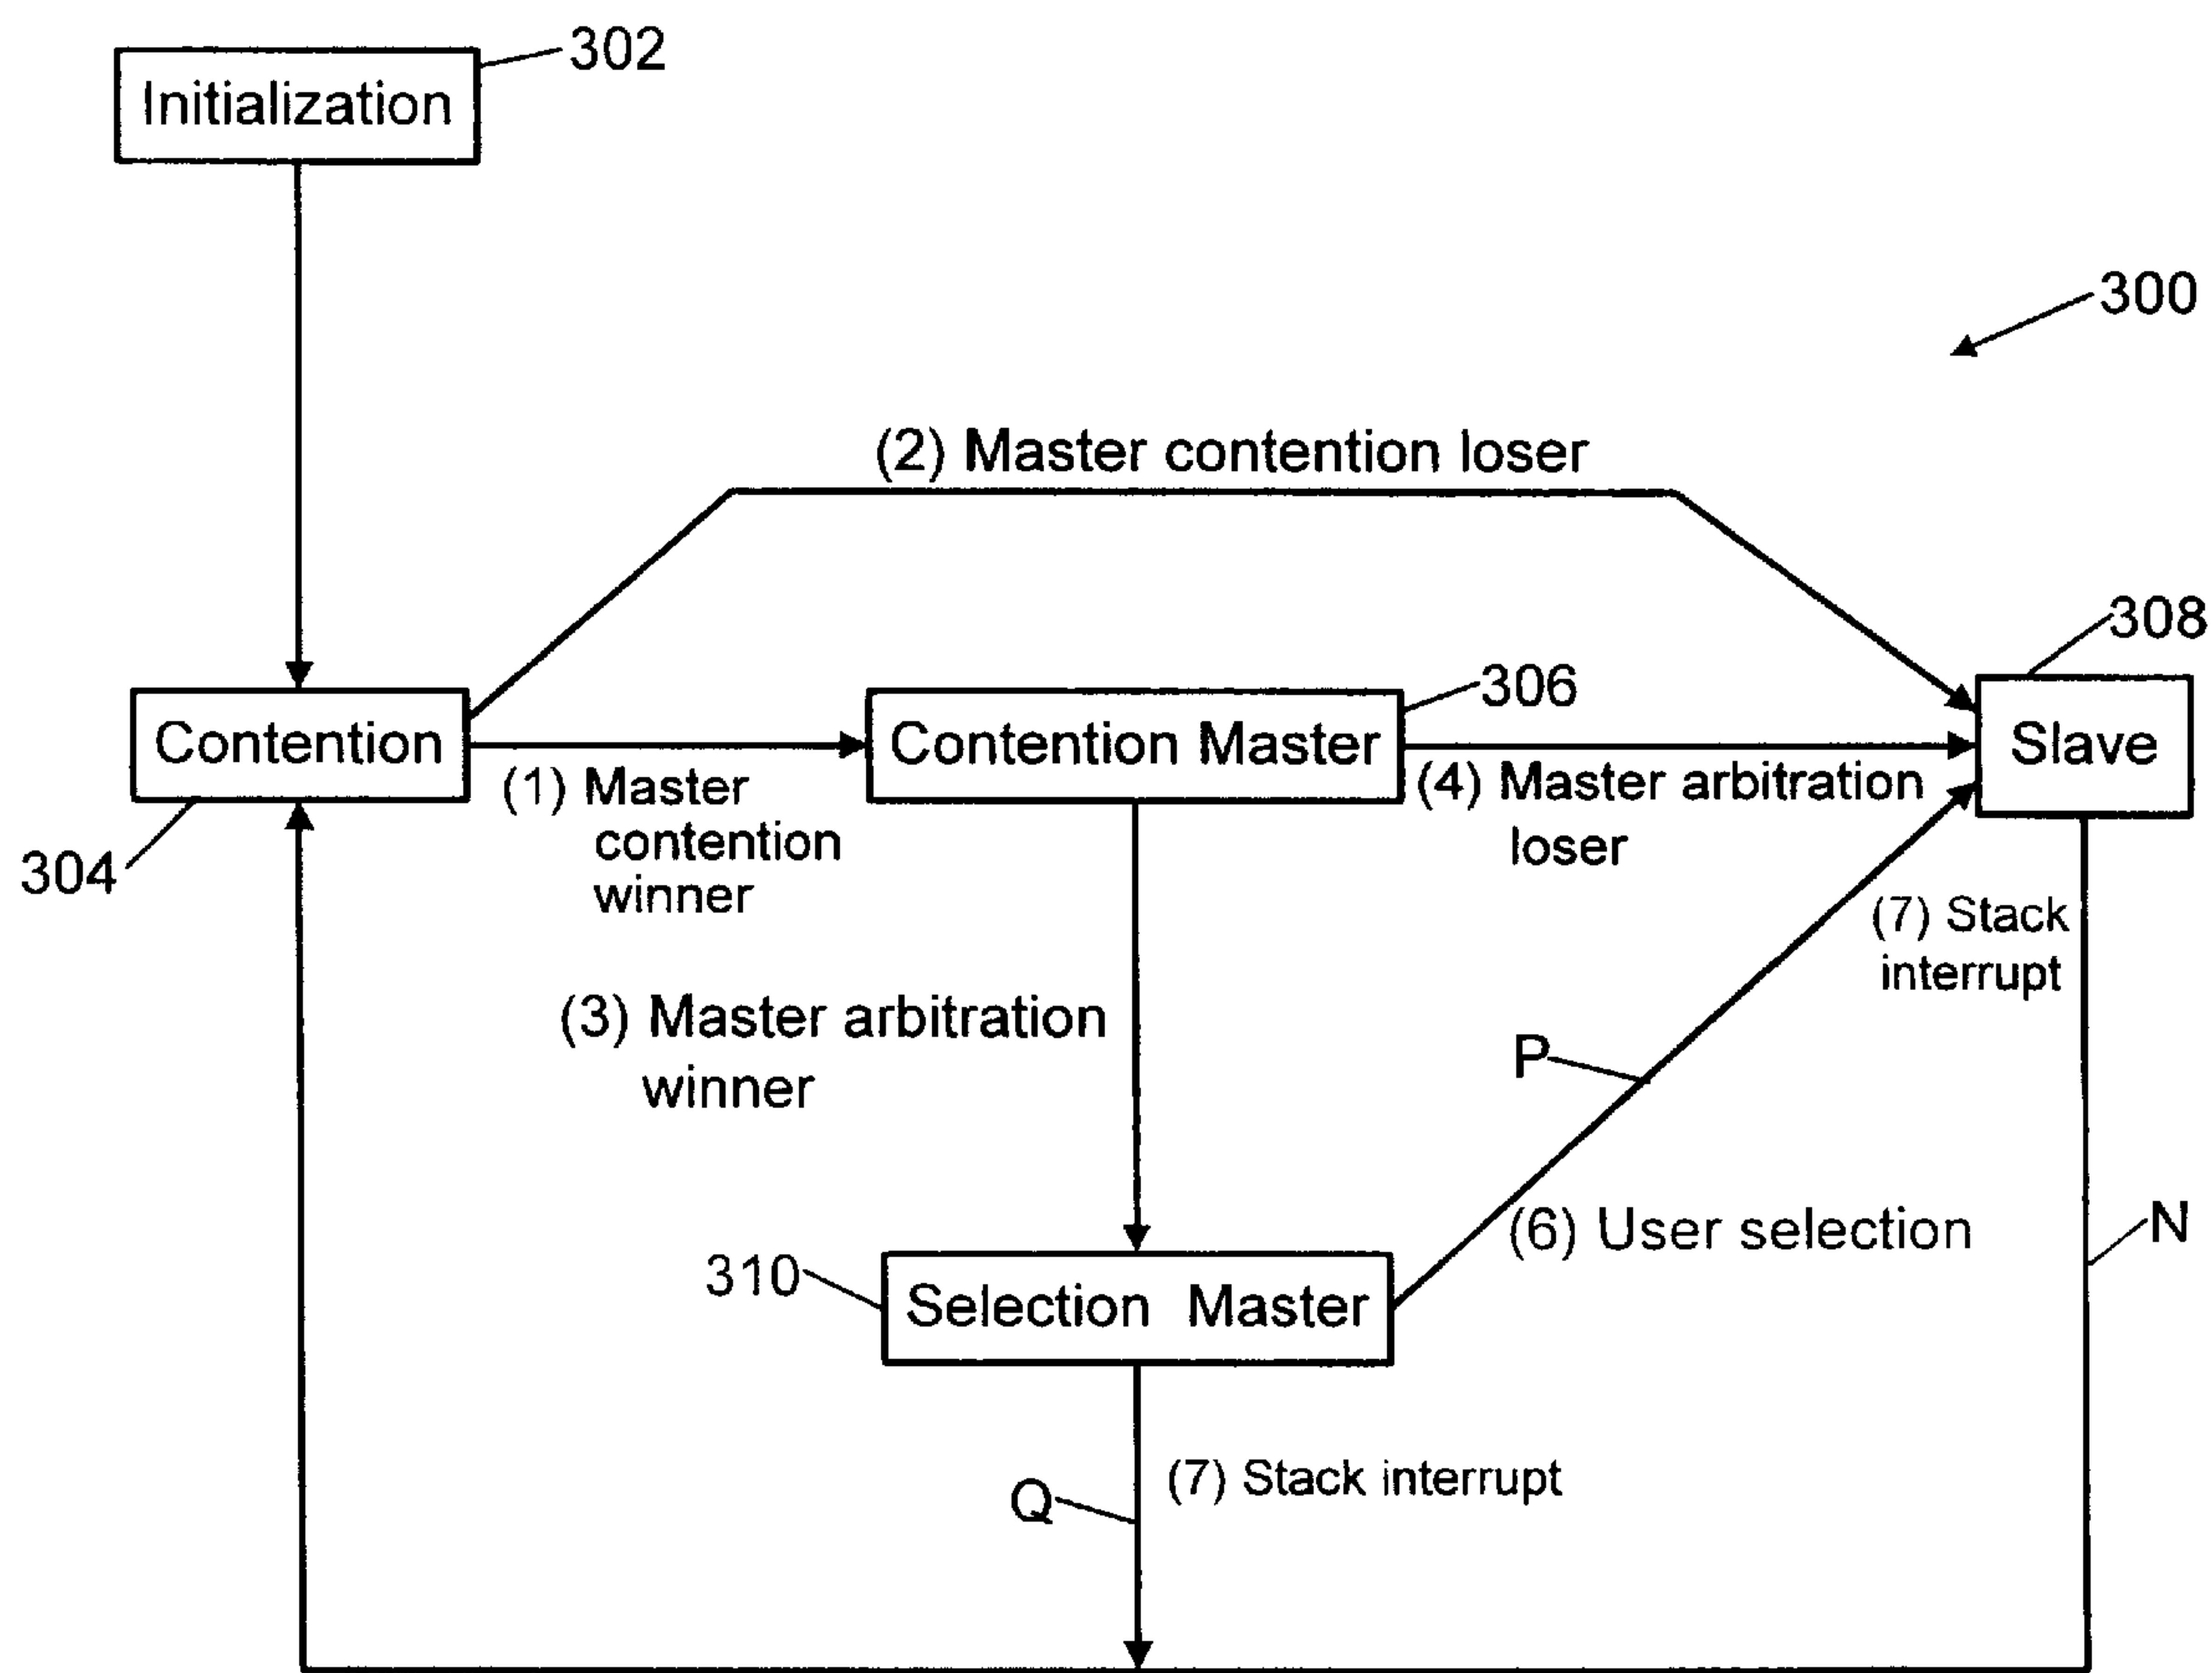 302
Initialization
300
(2) Master contention loser
308
306
Contention
Contention Master
Slave
(1) Master
contention
winner
(4) Master arbitration
loser
304
(7) Stack
interrupt
(3) Master arbitration
winner
P
(6) User selection
N
310
Selection Master
(7) Stack interrupt
Q